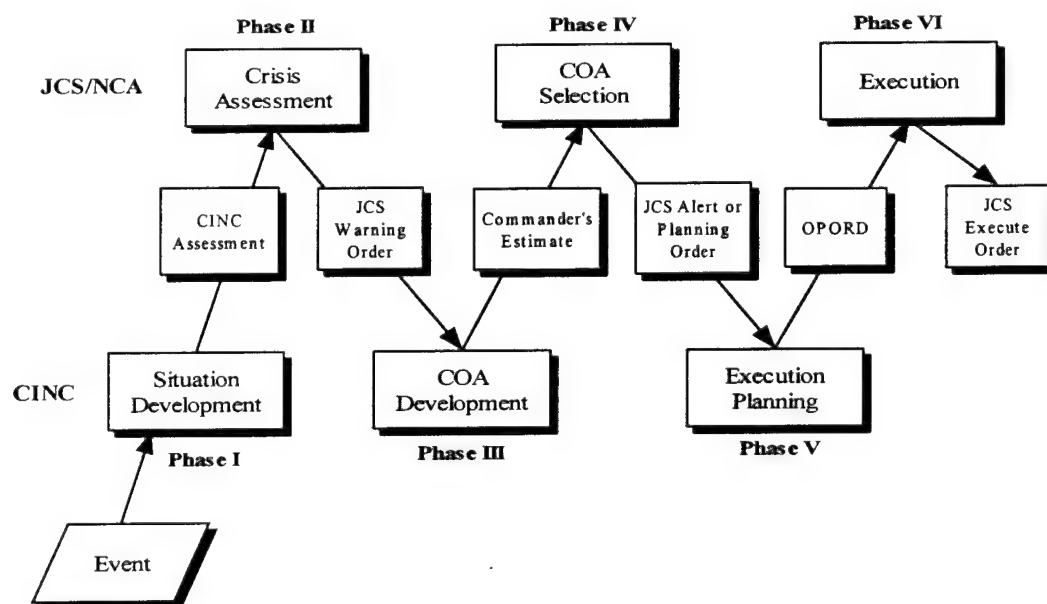 Phase II
Phase IV
Phase VI
JCS/NCA
Crisis
Assessment
COA
Selection
Execution
CINC
Assessment
JCS
Warning
Order
Commander's
Estimate
JCS Alert or
Planning
Order
OPORD
JCS
Execute
Order
CINC
Situation
Development
COA
Development
Execution
Planning
Phase I
Phase III
Phase V
Event